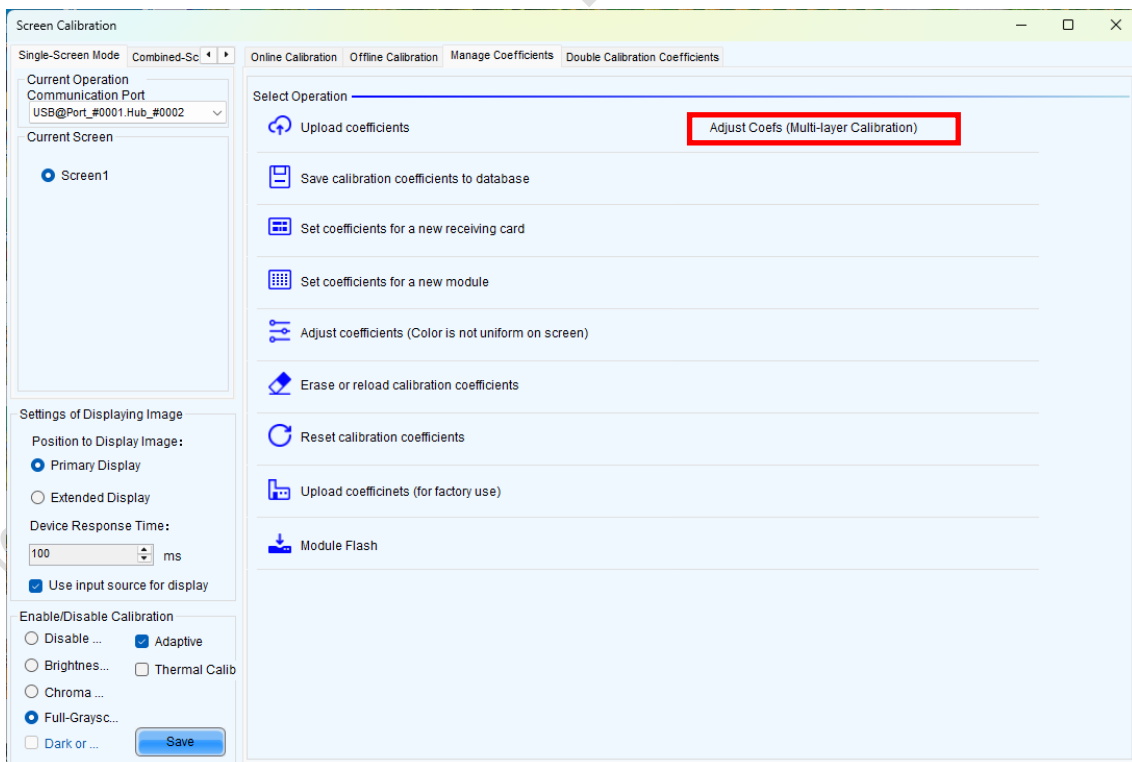 Screen Calibration
Single-Screen Mode
Combined-Sc
Current Operation
Communication Port
USB@Port_#0001.Hub_#0002
Current Screen
Screen1
Settings of Displaying Image
Position to Display Image:
Primary Display
Extended Display
Device Response Time:
100 ms
Use input source for display
Enable/Disable Calibration
Disable ...
Adaptive
Brightnes...
Thermal Calib
Chroma ...
Full-Graysc...
Dark or ...
Save
Online Calibration
Offline Calibration
Manage Coefficients
Double Calibration Coefficients
Select Operation
Upload coefficients
Adjust Coefs (Multi-layer Calibration)
Save calibration coefficients to database
Set coefficients for a new receiving card
Set coefficients for a new module
Adjust coefficients (Color is not uniform on screen)
Erase or reload calibration coefficients
Reset calibration coefficients
Upload coefficinets (for factory use)
Module Flash